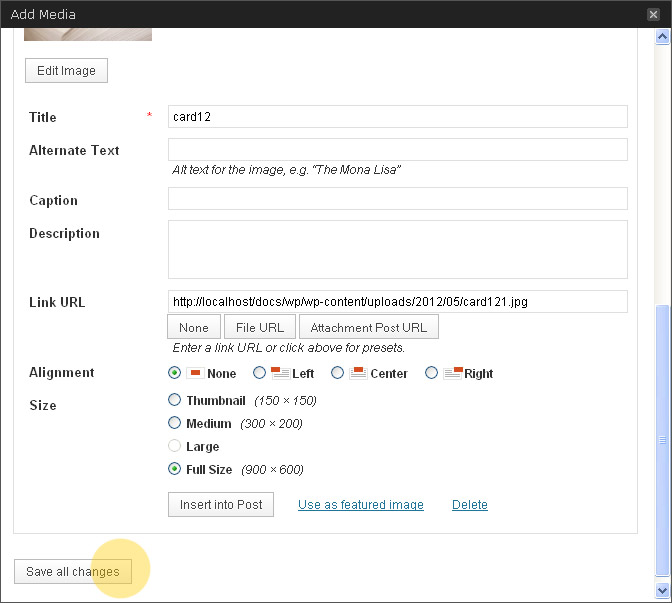 Add Media
Edit Image
Title * card12
Alternate Text
Alt text for the image, e.g. “The Mona Lisa”
Caption
Description
Link URL http://localhost/docs/wp/wp-content/uploads/2012/05/card121.jpg
None File URL Attachment Post URL
Enter a link URL or click above for presets.
Alignment None Left Center Right
Size Thumbnail (150 × 150)
Medium (300 × 200)
Large
Full Size (900 × 600)
Insert into Post Use as featured image Delete
Save all changes